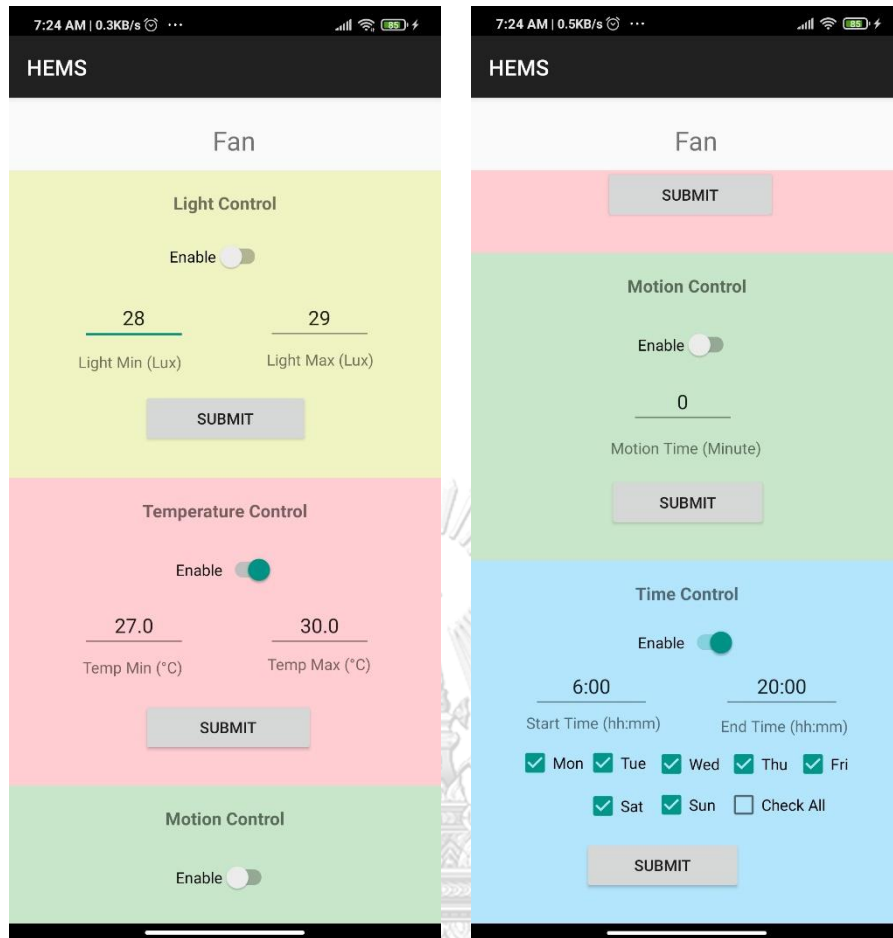 7:24 AM | 0.3KB/s ··· 85
HEMS
Fan
Light Control
Enable
28 29
Light Min (Lux) Light Max (Lux)
SUBMIT
Temperature Control
Enable
27.0 30.0
Temp Min (°C) Temp Max (°C)
SUBMIT
Motion Control
Enable
7:24 AM | 0.5KB/s ··· 85
HEMS
Fan
SUBMIT
Motion Control
Enable
0
Motion Time (Minute)
SUBMIT
Time Control
Enable
6:00 20:00
Start Time (hh:mm) End Time (hh:mm)
Mon Tue Wed Thu Fri
Sat Sun Check All
SUBMIT